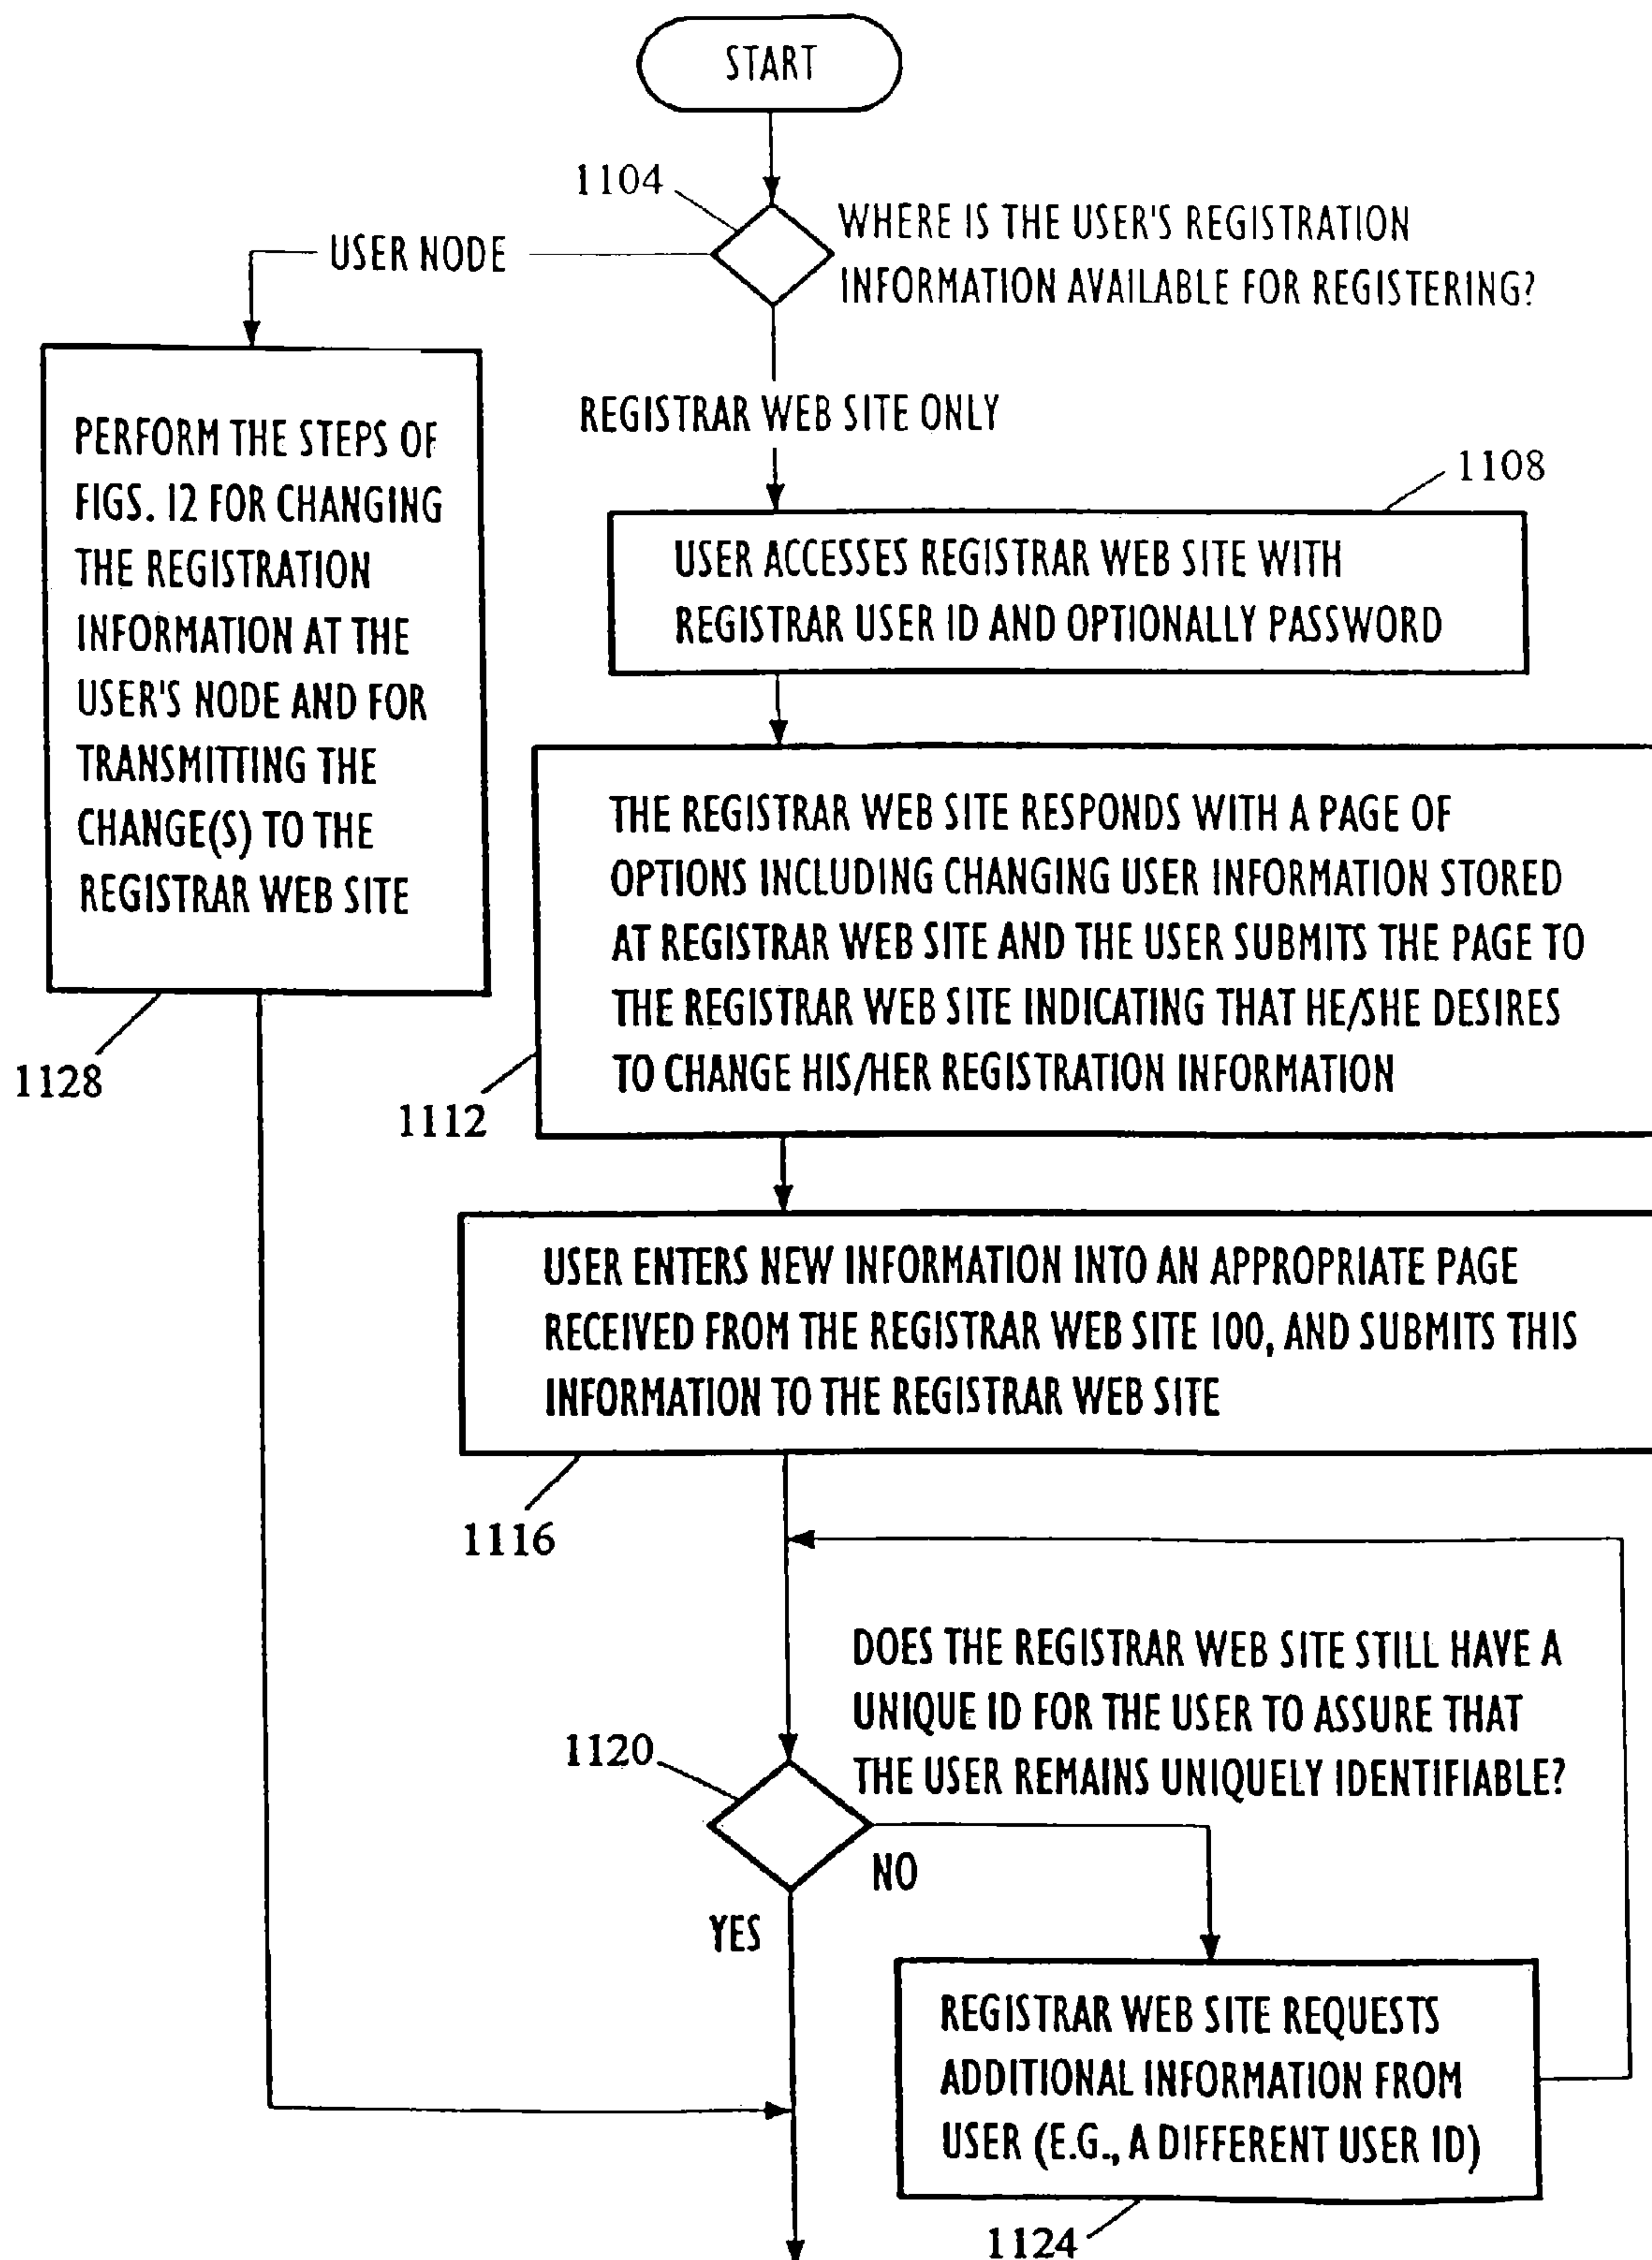 START
1104
WHERE IS THE USER'S REGISTRATION
INFORMATION AVAILABLE FOR REGISTERING?
USER NODE
REGISTRAR WEB SITE ONLY
PERFORM THE STEPS OF
FIGS. 12 FOR CHANGING
THE REGISTRATION
INFORMATION AT THE
USER'S NODE AND FOR
TRANSMITTING THE
CHANGE(S) TO THE
REGISTRAR WEB SITE
1128
1108
USER ACCESSES REGISTRAR WEB SITE WITH
REGISTRAR USER ID AND OPTIONALLY PASSWORD
THE REGISTRAR WEB SITE RESPONDS WITH A PAGE OF
OPTIONS INCLUDING CHANGING USER INFORMATION STORED
AT REGISTRAR WEB SITE AND THE USER SUBMITS THE PAGE TO
THE REGISTRAR WEB SITE INDICATING THAT HE/SHE DESIRES
TO CHANGE HIS/HER REGISTRATION INFORMATION
1112
USER ENTERS NEW INFORMATION INTO AN APPROPRIATE PAGE
RECEIVED FROM THE REGISTRAR WEB SITE 100, AND SUBMITS THIS
INFORMATION TO THE REGISTRAR WEB SITE
1116
DOES THE REGISTRAR WEB SITE STILL HAVE A
UNIQUE ID FOR THE USER TO ASSURE THAT
THE USER REMAINS UNIQUELY IDENTIFIABLE?
1120
NO
YES
REGISTRAR WEB SITE REQUESTS
ADDITIONAL INFORMATION FROM
USER (E.G., A DIFFERENT USER ID)
1124